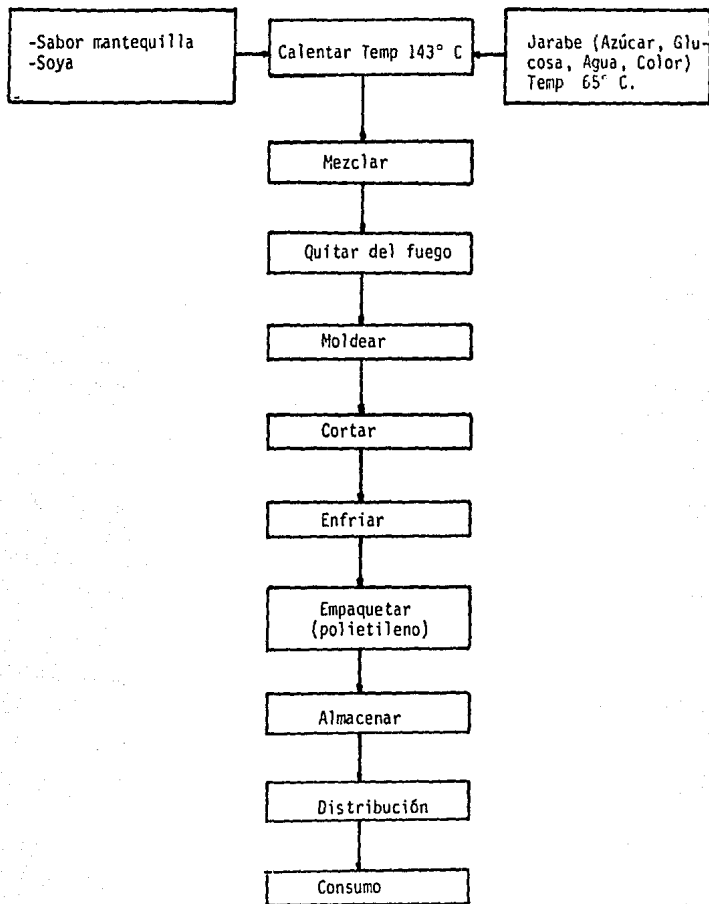 -Sabor mantequilla
-Soya
Calentar Temp 143° C
Jarabe (Azúcar, Glu-
cosa, Agua, Color)
Temp 65° C.
Mezclar
Quitar del fuego
Moldear
Cortar
Enfriar
Empaquetar
(polietileno)
Almacenar
Distribución
Consumo